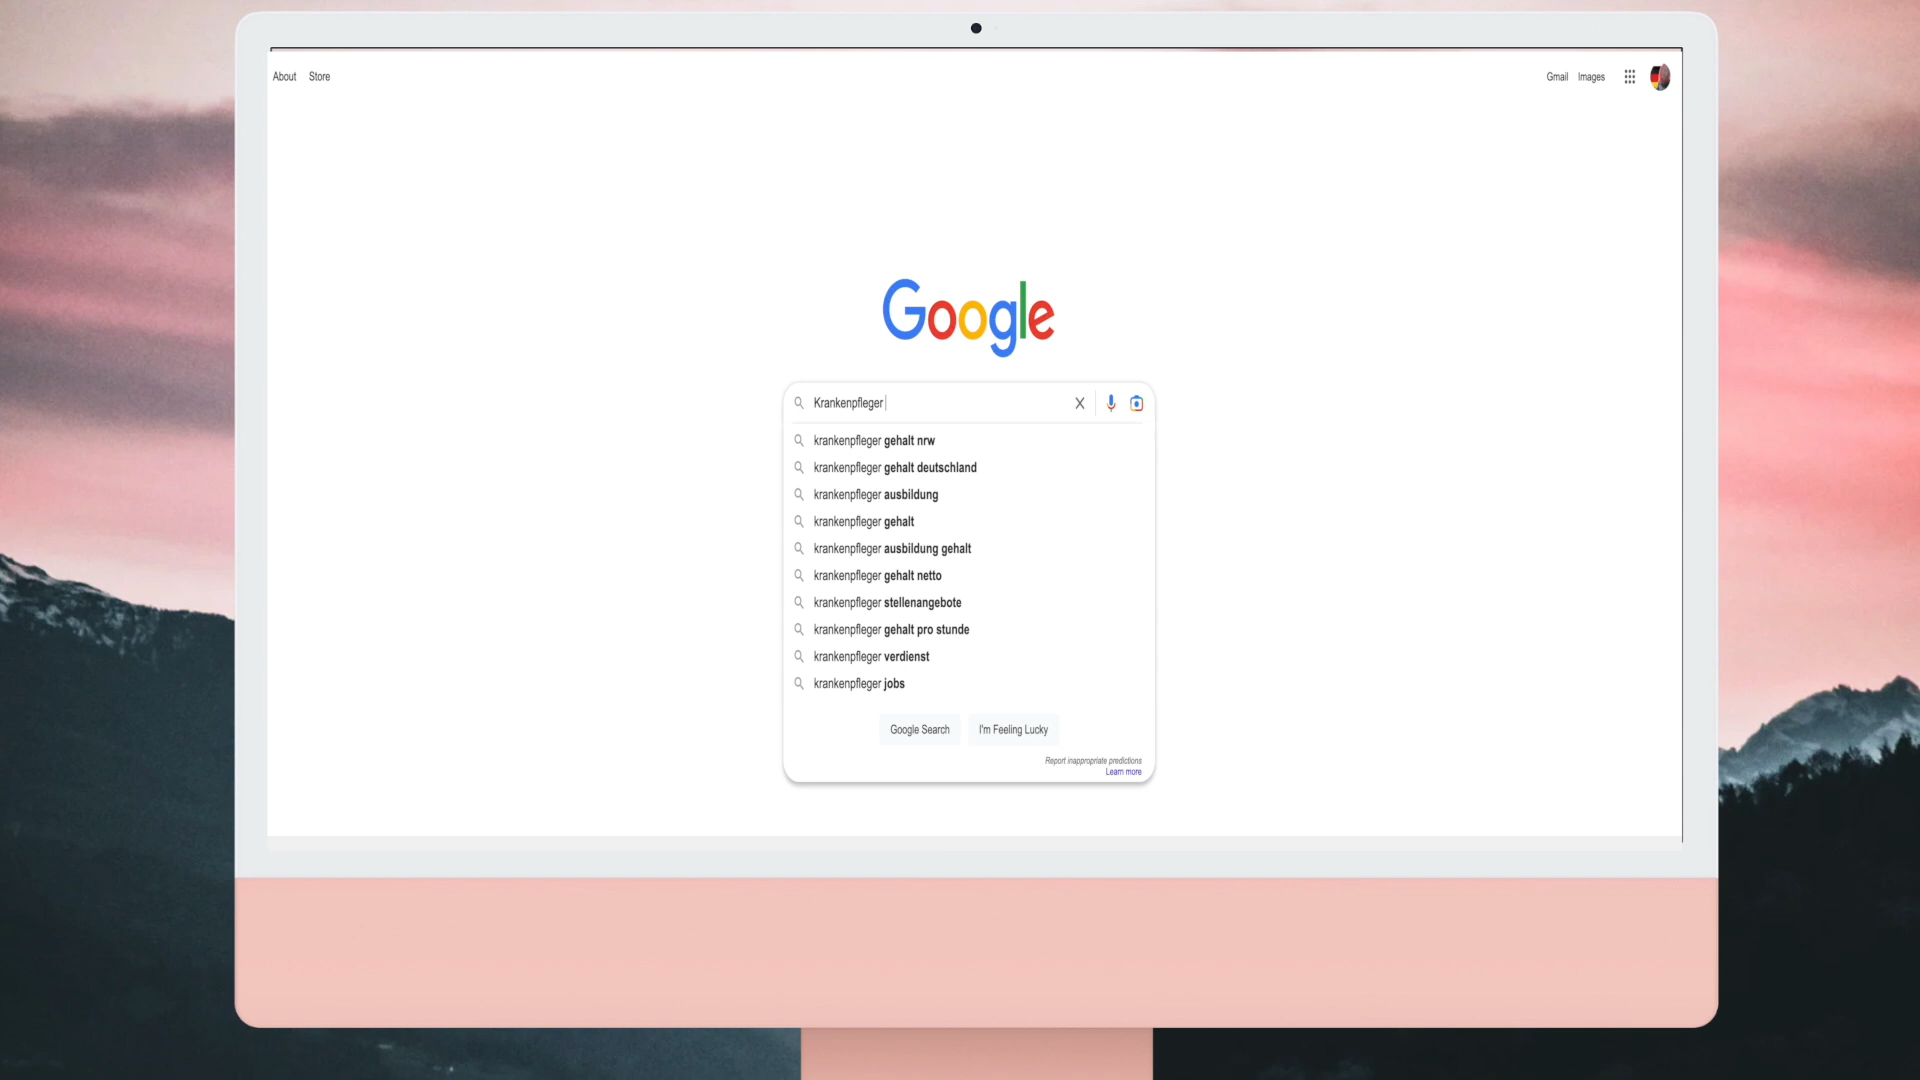 About Store
Gmail Images
Google
Krankenpfleger
krankenpfleger gehalt nrw
krankenpfleger gehalt deutschland
krankenpfleger ausbildung
krankenpfleger gehalt
krankenpfleger ausbildung gehalt
krankenpfleger gehalt netto
krankenpfleger stellenangebote
krankenpfleger gehalt pro stunde
krankenpfleger verdienst
krankenpfleger jobs
Google Search I'm Feeling Lucky
Report inappropriate predictions
Learn more